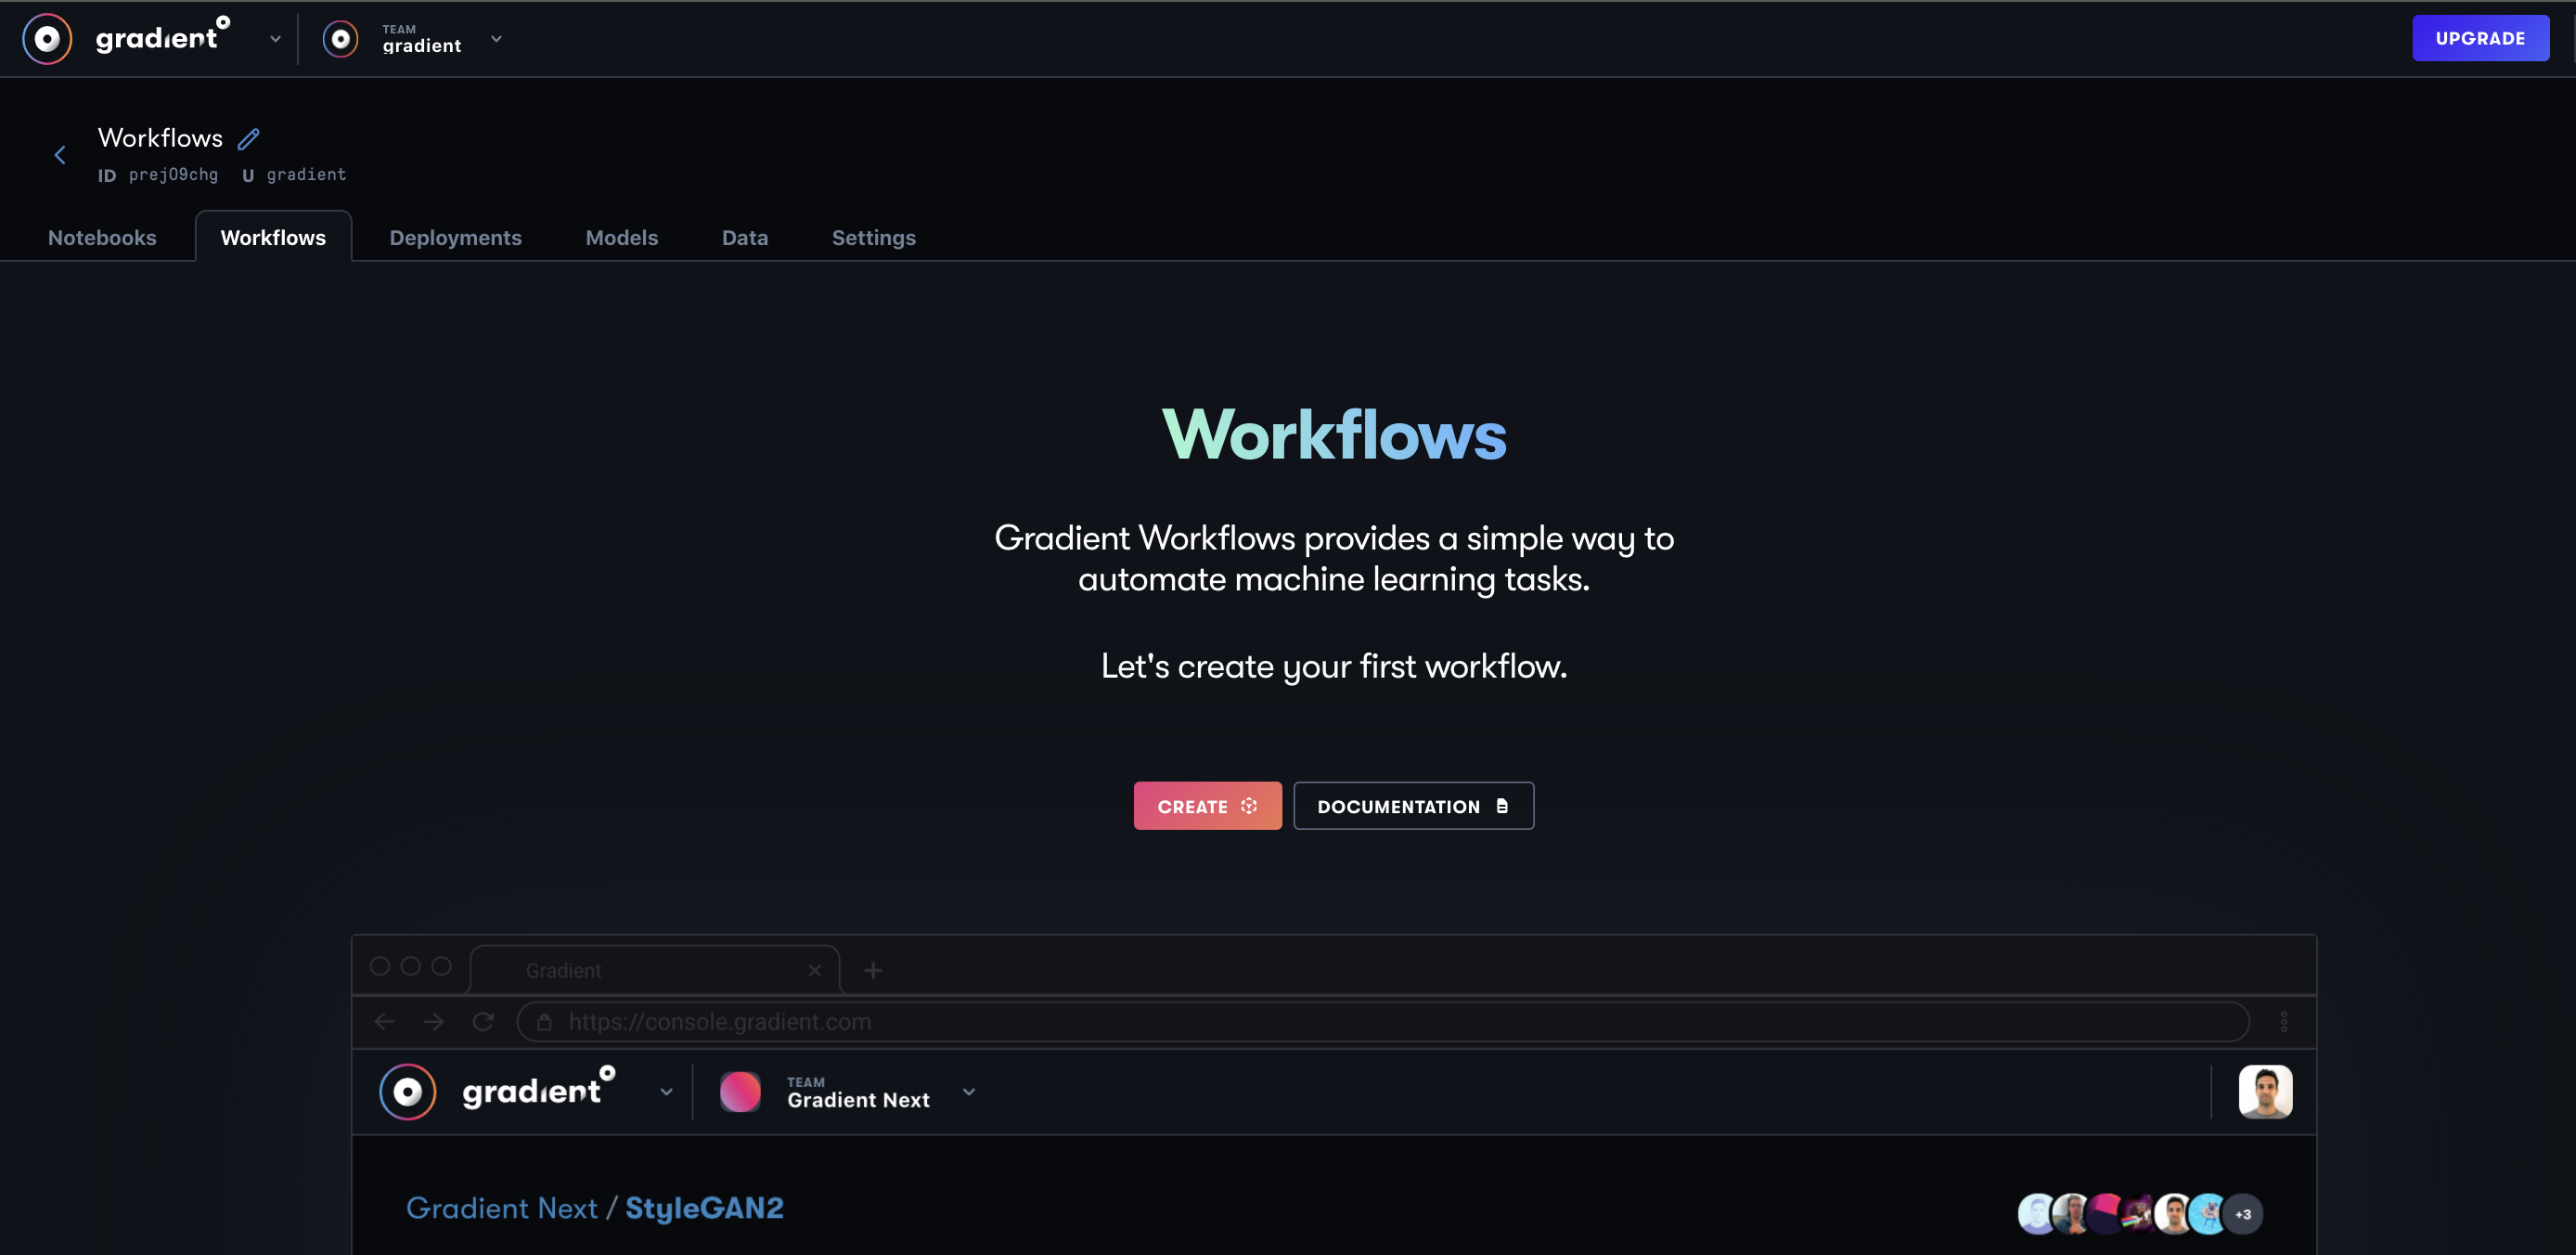 gradient
TEAM
gradient
UPGRADE
Workflows
ID prej09chg U gradient
Notebooks Workflows Deployments Models Data Settings
Workflows
Gradient Workflows provides a simple way to
automate machine learning tasks.
Let's create your first workflow.
CREATE DOCUMENTATION
Gradient
https://console.gradient.com
gradient
TEAM
Gradient Next
Gradient Next / StyleGAN2
+3